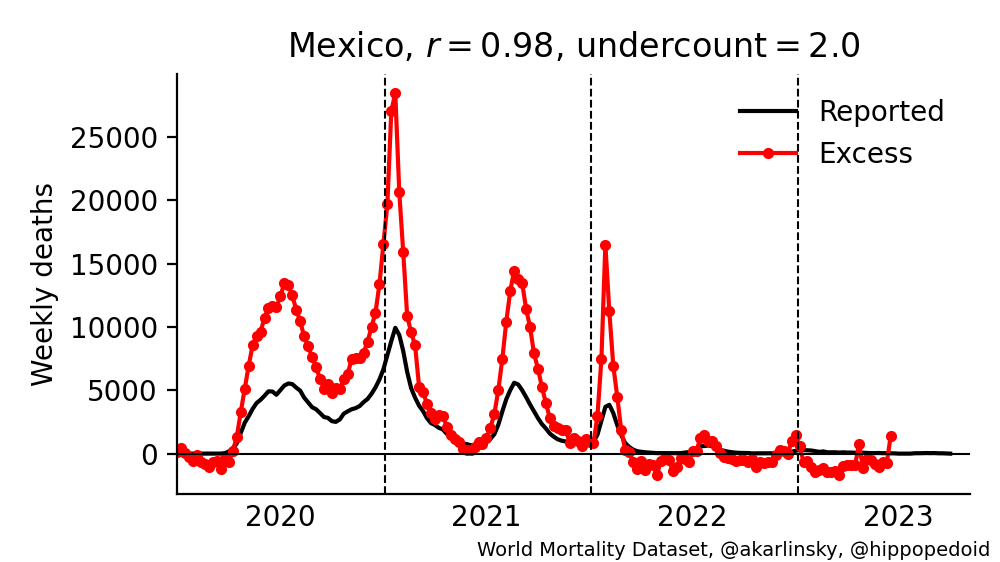 Mexico, r = 0.98, undercount = 2.0
Reported
Excess
Weekly deaths
25000
20000
15000
10000
5000
0
2020 2021 2022 2023
World Mortality Dataset, @akarlinsky, @hippopedoid